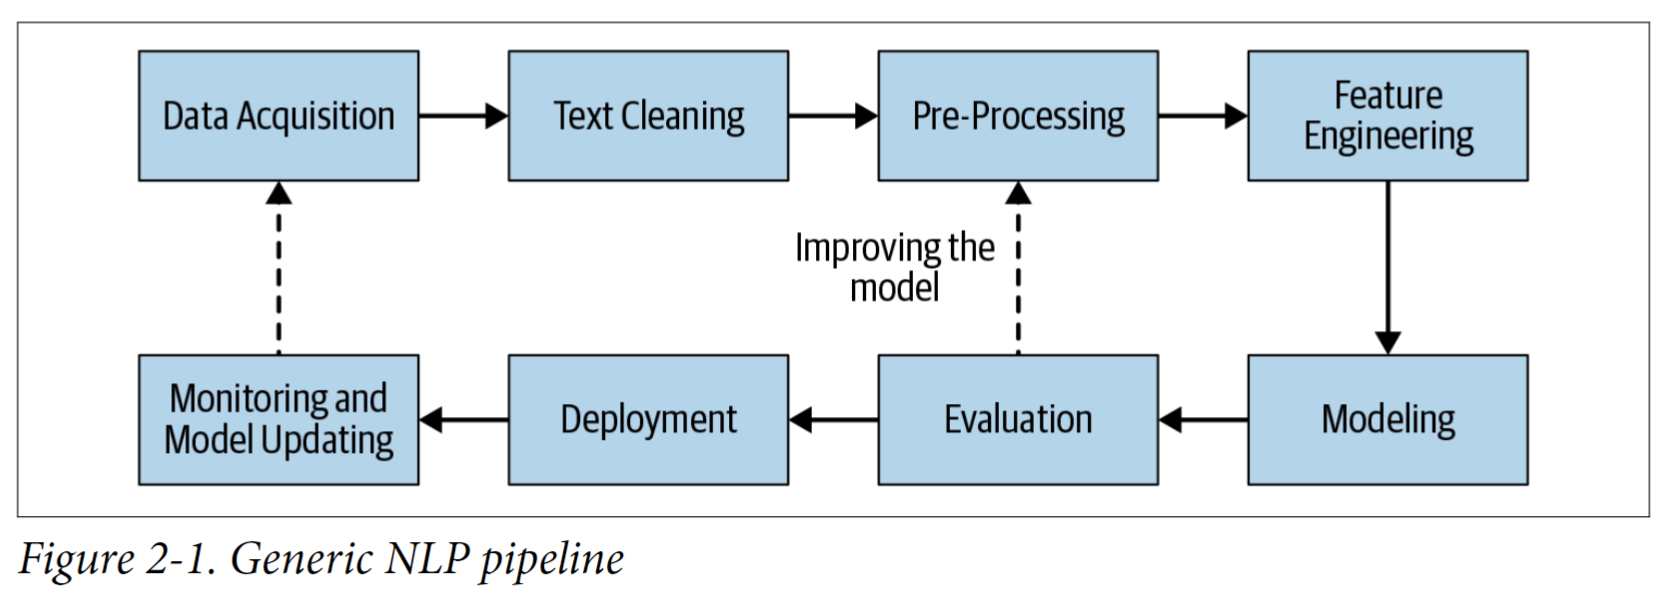 Data Acquisition
Text Cleaning
Pre-Processing
Feature
Engineering
Improving the
model
Monitoring and
Model Updating
Deployment
Evaluation
Modeling
Figure 2-1. Generic NLP pipeline